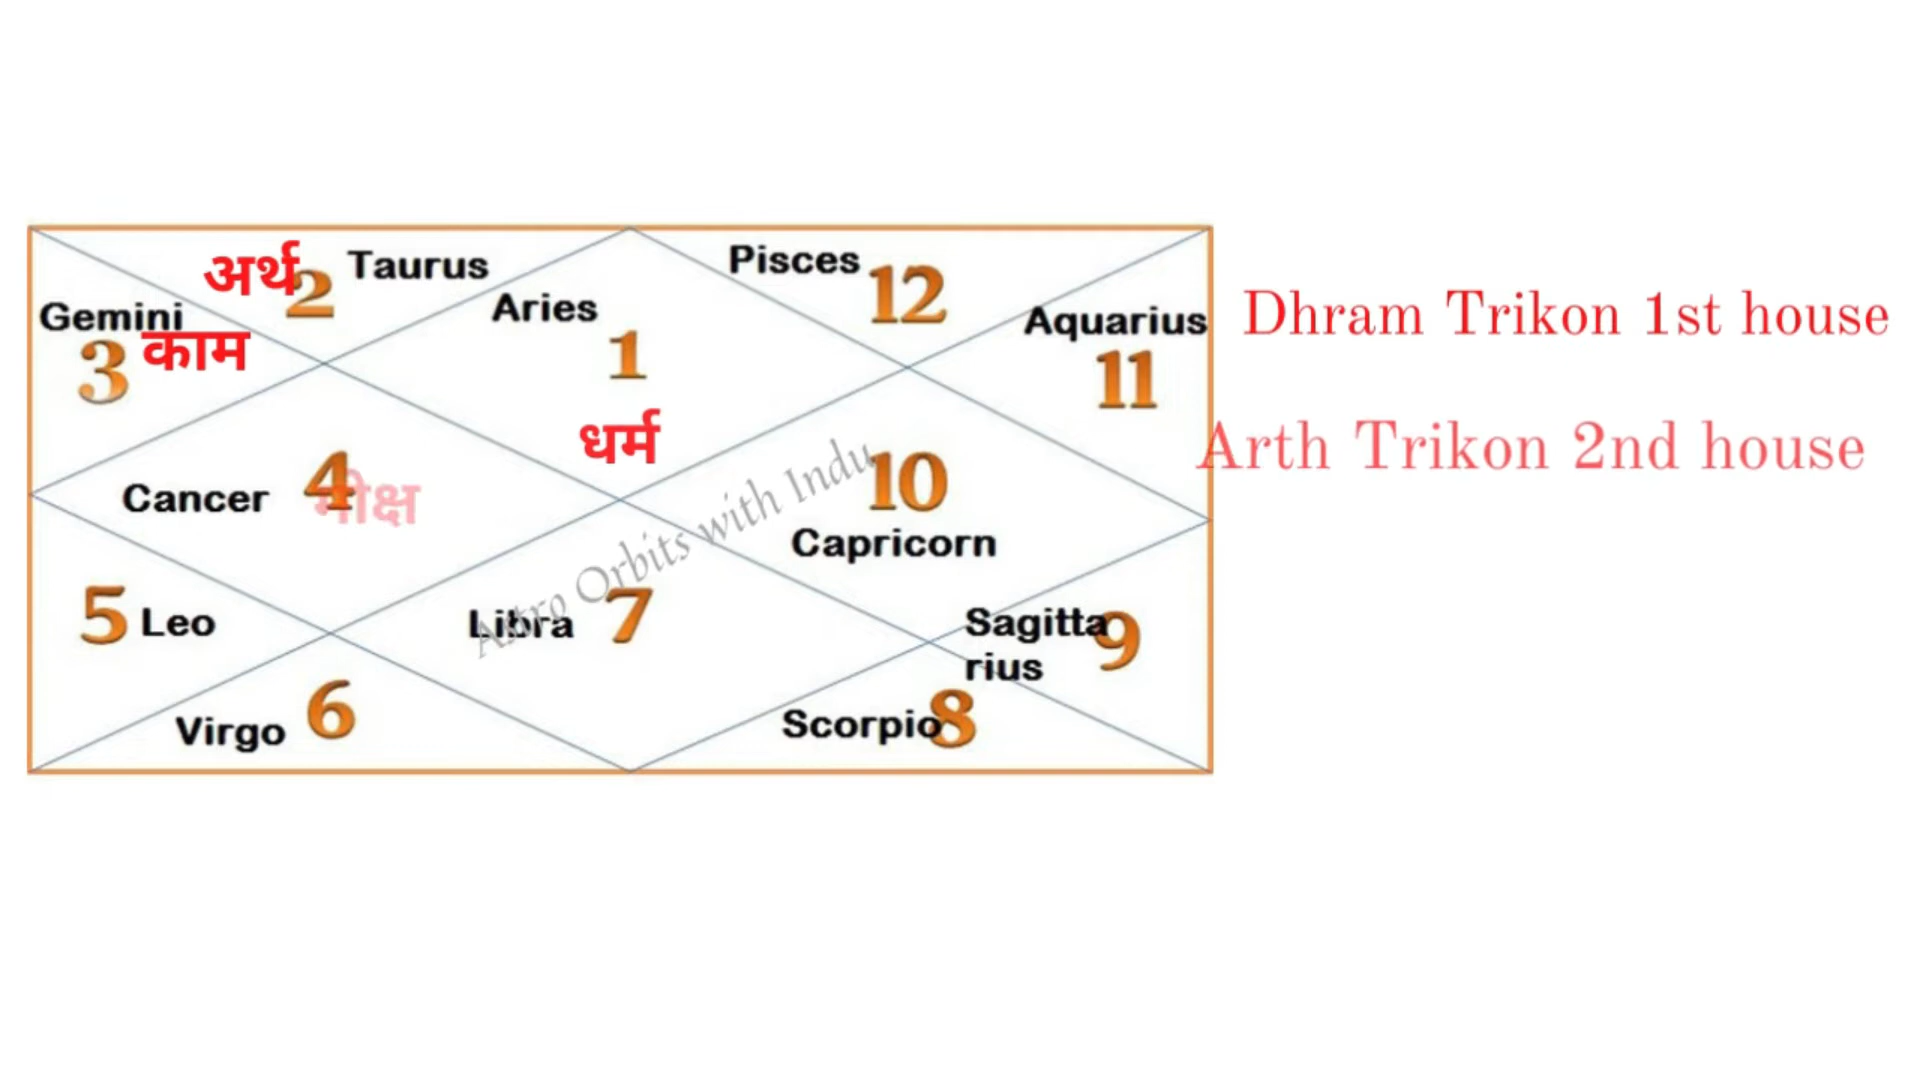 अर्थ 2 Taurus
Pisces 12
Gemini
3 काम
Aries
1
Aquarius
11
Dhram Trikon 1st house
धर्म
Arth Trikon 2nd house
Cancer 4 मोक्ष
10
Capricorn
Astro Orbits with Indu
5 Leo
Libra 7
Sagitta
rius
9
Virgo 6
Scorpio 8